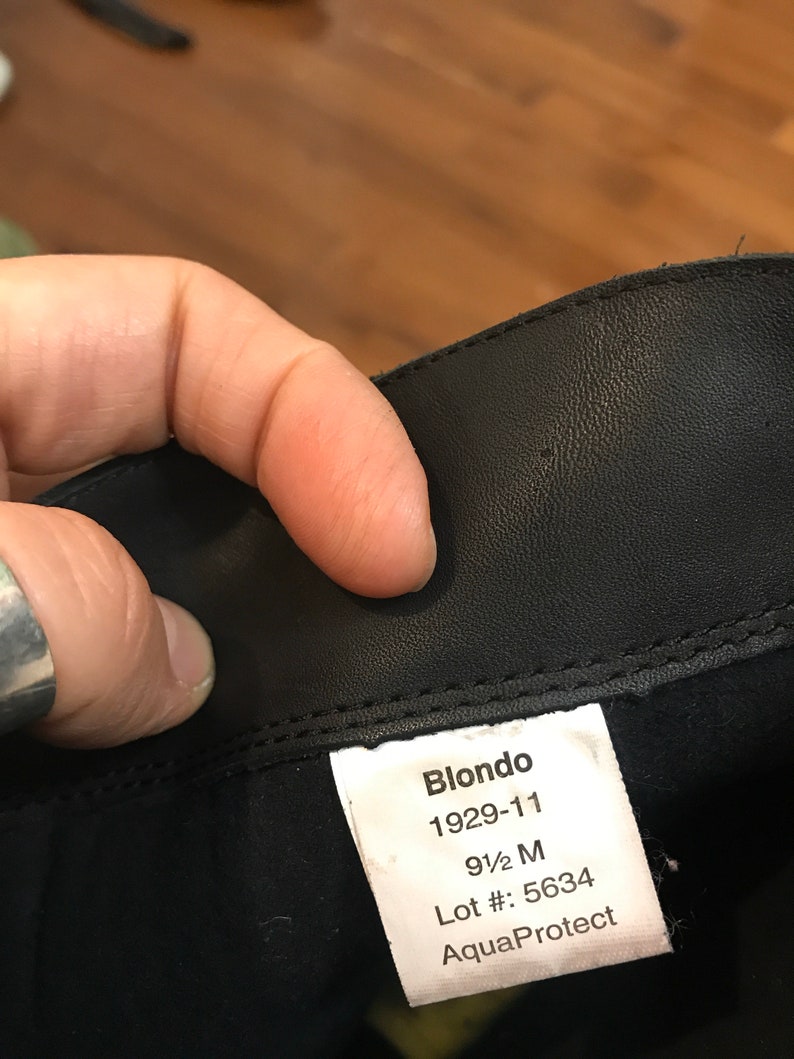 Blondo
1929-11
9½ M
Lot #: 5634
AquaProtect